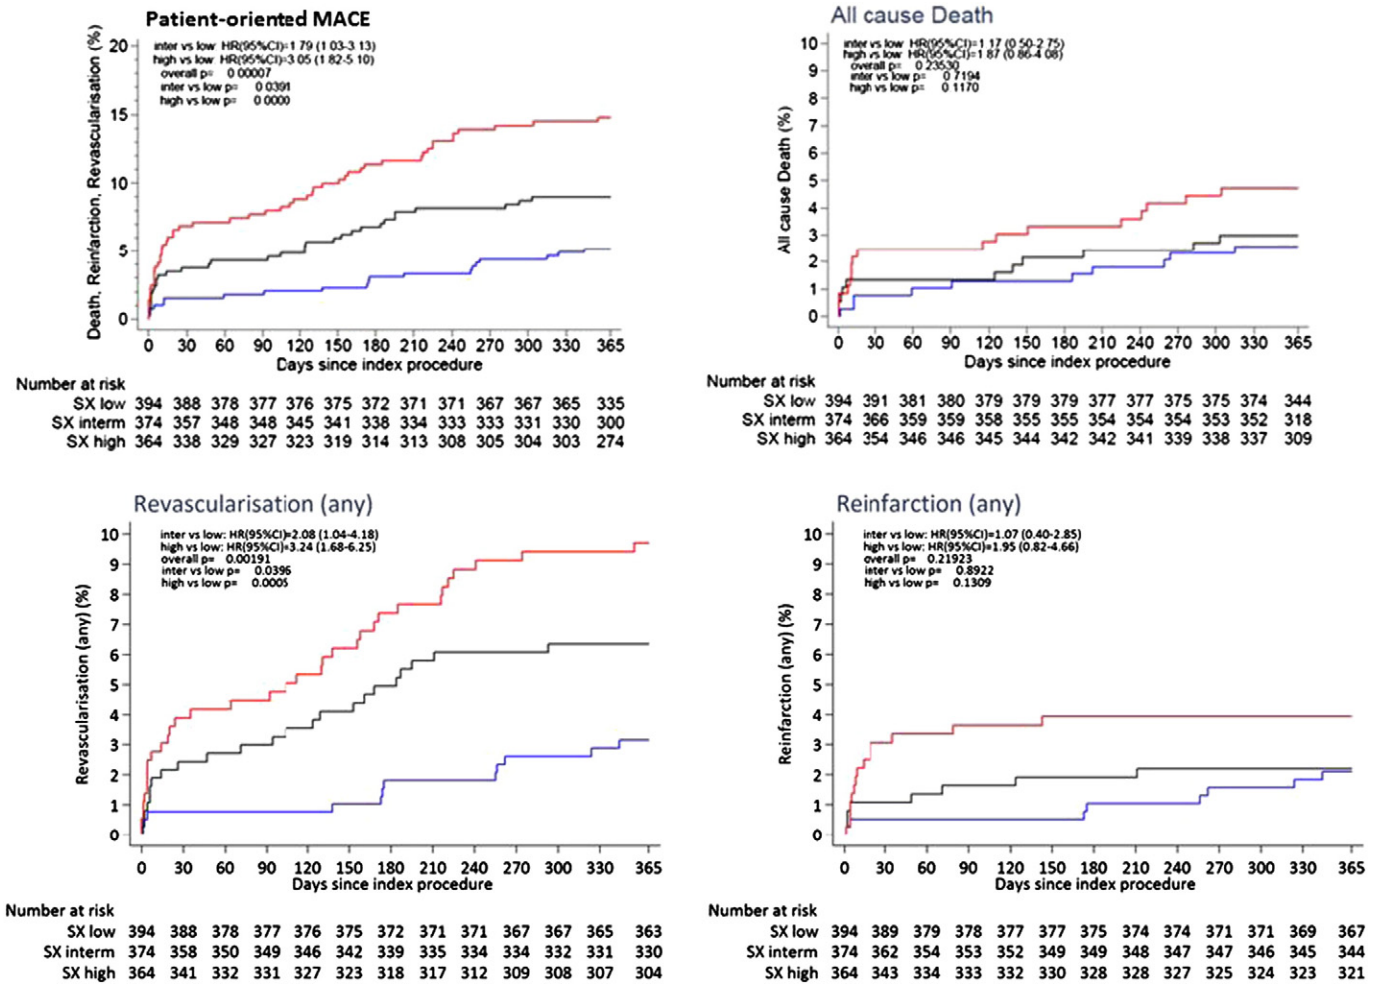 Patient-oriented MACE
inter vs low: HR(95%CI)=1.79 (1.03-3.13)
high vs low: HR(95%CI)=3.05 (1.82-5.10)
overall p= 0.00007
inter vs low p= 0.0391
high vs low p= 0.0000
Death, Reinfarction, Revascularisation (%)
20
15
10
5
0
0 30 60 90 120 150 180 210 240 270 300 330 365
Days since index procedure
Number at risk
SX low 394 388 378 377 376 375 372 371 371 367 367 365 335
SX interm 374 357 348 348 345 341 338 334 333 333 331 330 300
SX high 364 338 329 327 323 319 314 313 308 305 304 303 274
All cause Death
inter vs low: HR(95%CI)=1.17 (0.50-2.75)
high vs low: HR(95%CI)=1.87 (0.86-4.08)
overall p= 0.23530
inter vs low p= 0.7194
high vs low p= 0.1170
All cause Death (%)
10
9
8
7
6
5
4
3
2
1
0
0 30 60 90 120 150 180 210 240 270 300 330 365
Days since index procedure
Number at risk
SX low 394 391 381 380 379 379 379 377 377 375 375 374 344
SX interm 374 366 359 359 358 355 355 354 354 354 353 352 318
SX high 364 354 346 346 345 344 342 342 341 339 338 337 309
Revascularisation (any)
inter vs low: HR(95%CI)=2.08 (1.04-4.18)
high vs low: HR(95%CI)=3.24 (1.68-6.25)
overall p= 0.00191
inter vs low p= 0.0396
high vs low p= 0.0005
Revascularisation (any) (%)
10
9
8
7
6
5
4
3
2
1
0
0 30 60 90 120 150 180 210 240 270 300 330 365
Days since index procedure
Number at risk
SX low 394 388 378 377 376 375 372 371 371 367 367 365 363
SX interm 374 358 350 349 346 342 339 335 334 334 332 331 330
SX high 364 341 332 331 327 323 318 317 312 309 308 307 304
Reinfarction (any)
inter vs low: HR(95%CI)=1.07 (0.40-2.85)
high vs low: HR(95%CI)=1.95 (0.82-4.66)
overall p= 0.21923
inter vs low p= 0.8922
high vs low p= 0.1309
Reinfarction (any) (%)
10
9
8
7
6
5
4
3
2
1
0
0 30 60 90 120 150 180 210 240 270 300 330 365
Days since index procedure
Number at risk
SX low 394 389 379 378 377 377 375 374 374 371 371 369 367
SX interm 374 362 354 353 352 349 349 348 347 347 346 345 344
SX high 364 343 334 333 332 330 328 328 327 325 324 323 321